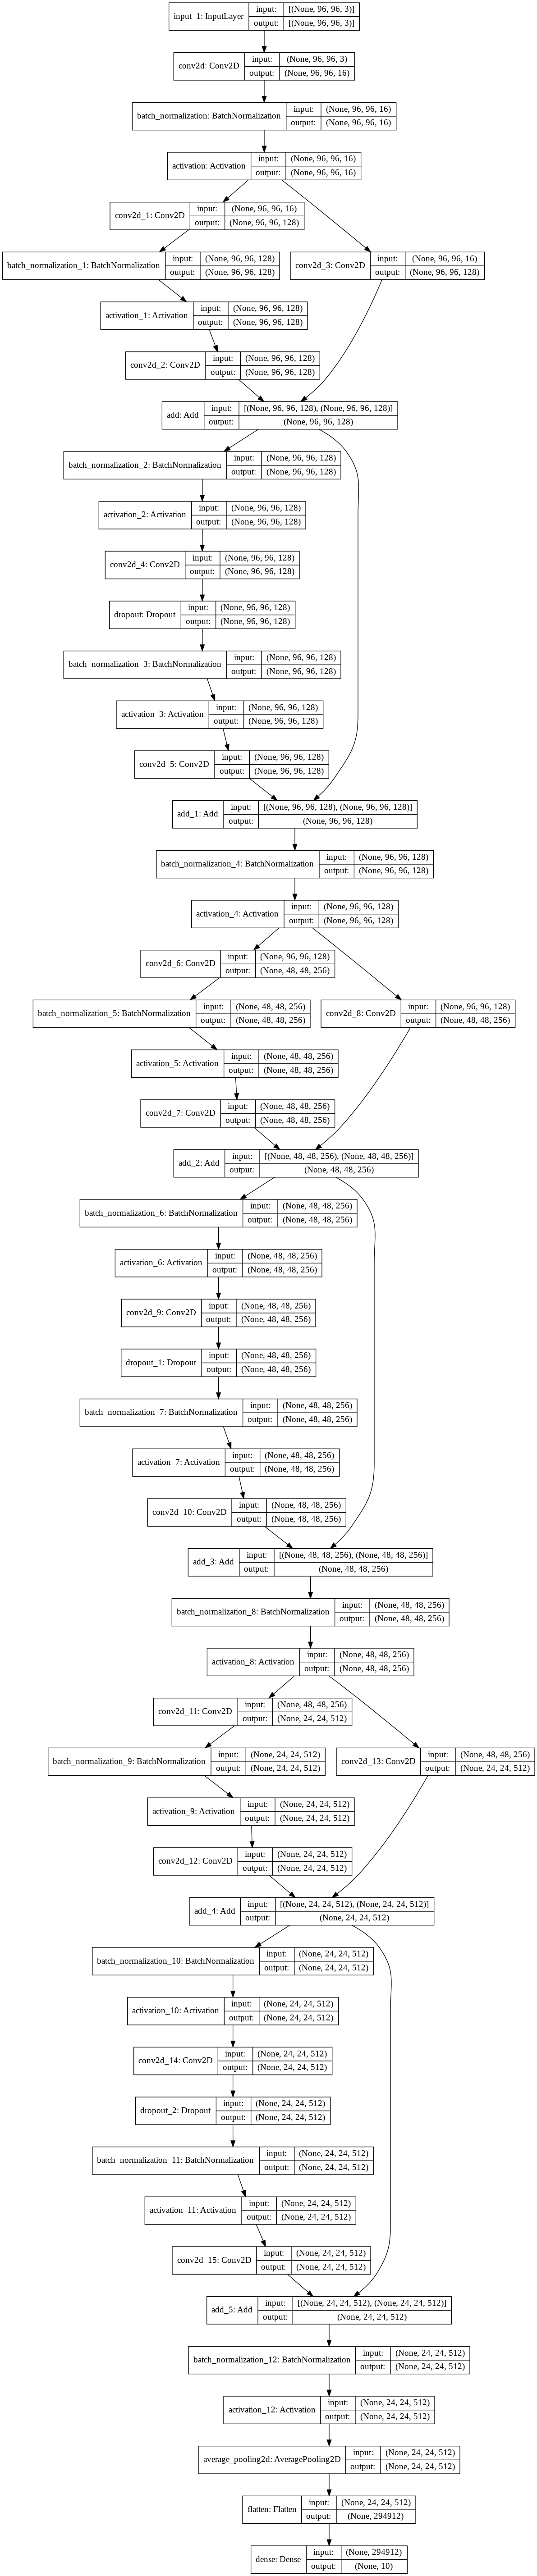 input_1: InputLayer
input: [(None, 96, 96, 3)]
output: [(None, 96, 96, 3)]
conv2d: Conv2D
input: (None, 96, 96, 3)
output: (None, 96, 96, 16)
batch_normalization: BatchNormalization
input: (None, 96, 96, 16)
output: (None, 96, 96, 16)
activation: Activation
input: (None, 96, 96, 16)
output: (None, 96, 96, 16)
conv2d_1: Conv2D
input: (None, 96, 96, 16)
output: (None, 96, 96, 128)
batch_normalization_1: BatchNormalization
input: (None, 96, 96, 128)
output: (None, 96, 96, 128)
conv2d_3: Conv2D
input: (None, 96, 96, 16)
output: (None, 96, 96, 128)
activation_1: Activation
input: (None, 96, 96, 128)
output: (None, 96, 96, 128)
conv2d_2: Conv2D
input: (None, 96, 96, 128)
output: (None, 96, 96, 128)
add: Add
input: [(None, 96, 96, 128), (None, 96, 96, 128)]
output: (None, 96, 96, 128)
batch_normalization_2: BatchNormalization
input: (None, 96, 96, 128)
output: (None, 96, 96, 128)
activation_2: Activation
input: (None, 96, 96, 128)
output: (None, 96, 96, 128)
conv2d_4: Conv2D
input: (None, 96, 96, 128)
output: (None, 96, 96, 128)
dropout: Dropout
input: (None, 96, 96, 128)
output: (None, 96, 96, 128)
batch_normalization_3: BatchNormalization
input: (None, 96, 96, 128)
output: (None, 96, 96, 128)
activation_3: Activation
input: (None, 96, 96, 128)
output: (None, 96, 96, 128)
conv2d_5: Conv2D
input: (None, 96, 96, 128)
output: (None, 96, 96, 128)
add_1: Add
input: [(None, 96, 96, 128), (None, 96, 96, 128)]
output: (None, 96, 96, 128)
batch_normalization_4: BatchNormalization
input: (None, 96, 96, 128)
output: (None, 96, 96, 128)
activation_4: Activation
input: (None, 96, 96, 128)
output: (None, 96, 96, 128)
conv2d_6: Conv2D
input: (None, 96, 96, 128)
output: (None, 48, 48, 256)
batch_normalization_5: BatchNormalization
input: (None, 48, 48, 256)
output: (None, 48, 48, 256)
conv2d_8: Conv2D
input: (None, 96, 96, 128)
output: (None, 48, 48, 256)
activation_5: Activation
input: (None, 48, 48, 256)
output: (None, 48, 48, 256)
conv2d_7: Conv2D
input: (None, 48, 48, 256)
output: (None, 48, 48, 256)
add_2: Add
input: [(None, 48, 48, 256), (None, 48, 48, 256)]
output: (None, 48, 48, 256)
batch_normalization_6: BatchNormalization
input: (None, 48, 48, 256)
output: (None, 48, 48, 256)
activation_6: Activation
input: (None, 48, 48, 256)
output: (None, 48, 48, 256)
conv2d_9: Conv2D
input: (None, 48, 48, 256)
output: (None, 48, 48, 256)
dropout_1: Dropout
input: (None, 48, 48, 256)
output: (None, 48, 48, 256)
batch_normalization_7: BatchNormalization
input: (None, 48, 48, 256)
output: (None, 48, 48, 256)
activation_7: Activation
input: (None, 48, 48, 256)
output: (None, 48, 48, 256)
conv2d_10: Conv2D
input: (None, 48, 48, 256)
output: (None, 48, 48, 256)
add_3: Add
input: [(None, 48, 48, 256), (None, 48, 48, 256)]
output: (None, 48, 48, 256)
batch_normalization_8: BatchNormalization
input: (None, 48, 48, 256)
output: (None, 48, 48, 256)
activation_8: Activation
input: (None, 48, 48, 256)
output: (None, 48, 48, 256)
conv2d_11: Conv2D
input: (None, 48, 48, 256)
output: (None, 24, 24, 512)
batch_normalization_9: BatchNormalization
input: (None, 24, 24, 512)
output: (None, 24, 24, 512)
conv2d_13: Conv2D
input: (None, 48, 48, 256)
output: (None, 24, 24, 512)
activation_9: Activation
input: (None, 24, 24, 512)
output: (None, 24, 24, 512)
conv2d_12: Conv2D
input: (None, 24, 24, 512)
output: (None, 24, 24, 512)
add_4: Add
input: [(None, 24, 24, 512), (None, 24, 24, 512)]
output: (None, 24, 24, 512)
batch_normalization_10: BatchNormalization
input: (None, 24, 24, 512)
output: (None, 24, 24, 512)
activation_10: Activation
input: (None, 24, 24, 512)
output: (None, 24, 24, 512)
conv2d_14: Conv2D
input: (None, 24, 24, 512)
output: (None, 24, 24, 512)
dropout_2: Dropout
input: (None, 24, 24, 512)
output: (None, 24, 24, 512)
batch_normalization_11: BatchNormalization
input: (None, 24, 24, 512)
output: (None, 24, 24, 512)
activation_11: Activation
input: (None, 24, 24, 512)
output: (None, 24, 24, 512)
conv2d_15: Conv2D
input: (None, 24, 24, 512)
output: (None, 24, 24, 512)
add_5: Add
input: [(None, 24, 24, 512), (None, 24, 24, 512)]
output: (None, 24, 24, 512)
batch_normalization_12: BatchNormalization
input: (None, 24, 24, 512)
output: (None, 24, 24, 512)
activation_12: Activation
input: (None, 24, 24, 512)
output: (None, 24, 24, 512)
average_pooling2d: AveragePooling2D
input: (None, 24, 24, 512)
output: (None, 24, 24, 512)
flatten: Flatten
input: (None, 24, 24, 512)
output: (None, 294912)
dense: Dense
input: (None, 294912)
output: (None, 10)